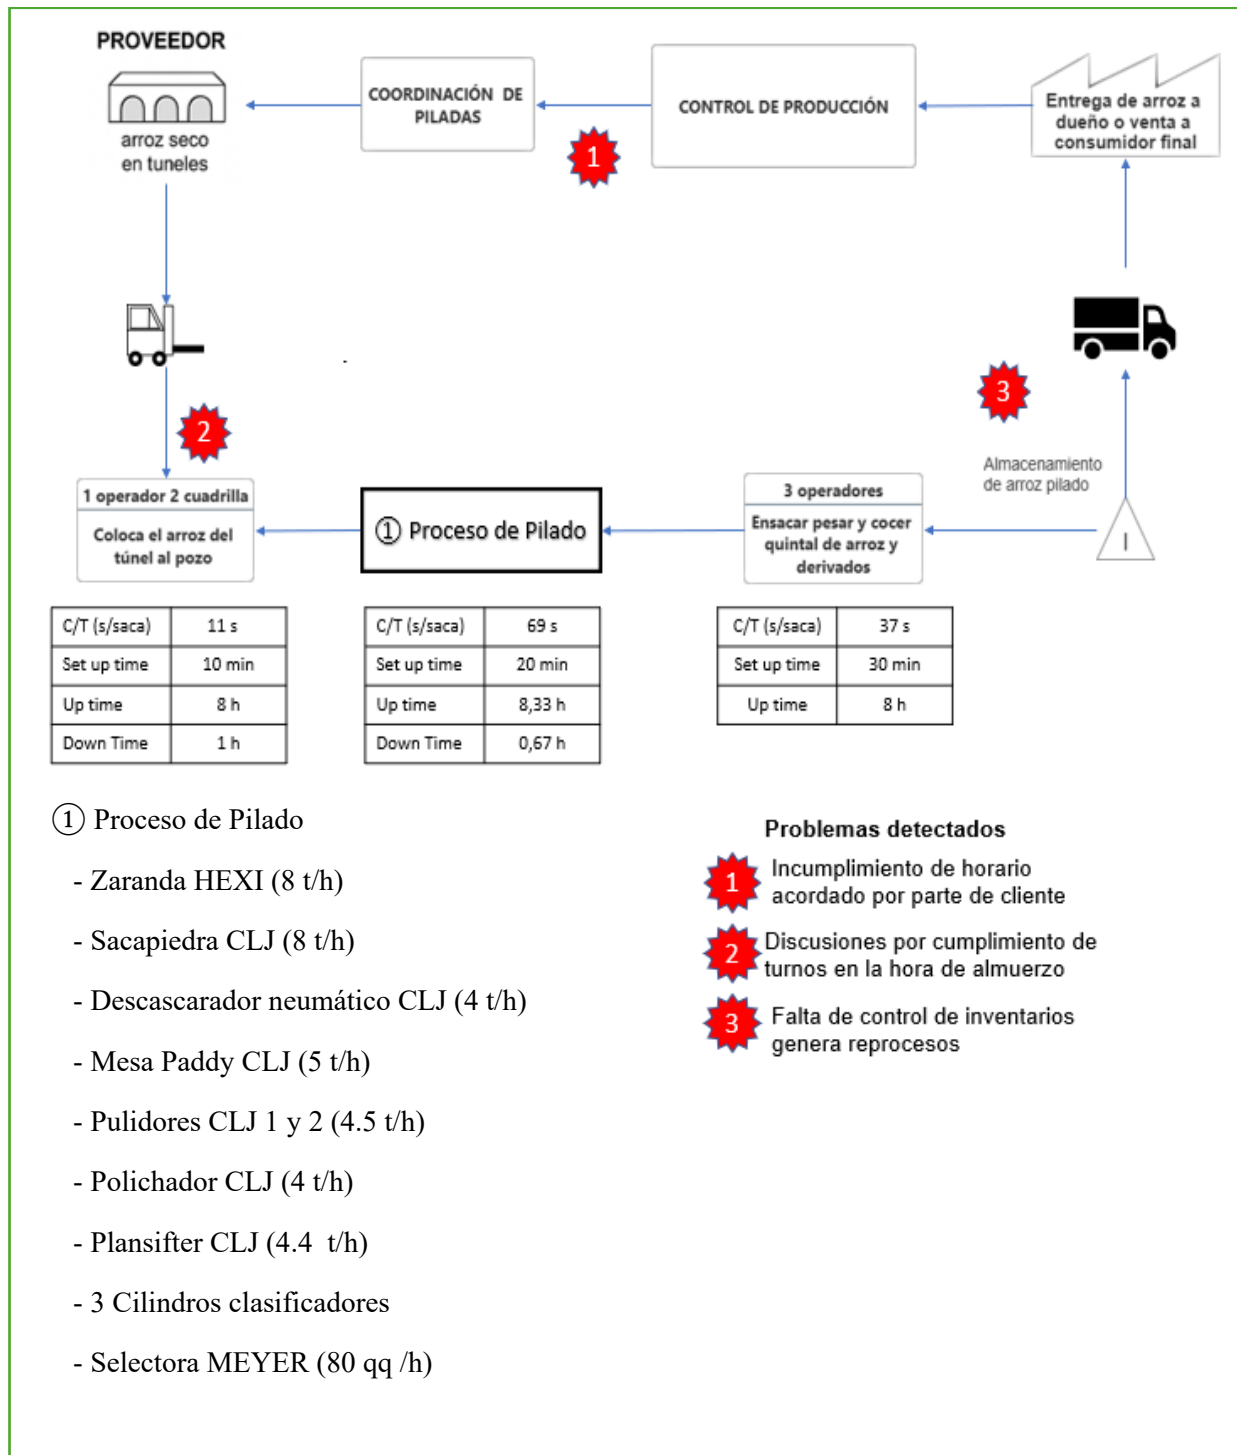 PROVEEDOR
arroz seco
en tuneles
COORDINACIÓN DE
PILADAS
1
CONTROL DE PRODUCCIÓN
Entrega de arroz a
dueño o venta a
consumidor final
2
3
Almacenamiento
de arroz pilado
I
1 operador 2 cuadrilla
Coloca el arroz del
túnel al pozo
① Proceso de Pilado
3 operadores
Ensacar pesar y cocer
quintal de arroz y
derivados
C/T (s/saca) 11 s
Set up time 10 min
Up time 8 h
Down Time 1 h
C/T (s/saca) 69 s
Set up time 20 min
Up time 8,33 h
Down Time 0,67 h
C/T (s/saca) 37 s
Set up time 30 min
Up time 8 h
① Proceso de Pilado
- Zaranda HEXI (8 t/h)
- Sacapiedra CLJ (8 t/h)
- Descascarador neumático CLJ (4 t/h)
- Mesa Paddy CLJ (5 t/h)
- Pulidores CLJ 1 y 2 (4.5 t/h)
- Polichador CLJ (4 t/h)
- Plansifter CLJ (4.4 t/h)
- 3 Cilindros clasificadores
- Selectora MEYER (80 qq /h)
Problemas detectados
1 Incumplimiento de horario
acordado por parte de cliente
2 Discusiones por cumplimiento de
turnos en la hora de almuerzo
3 Falta de control de inventarios
genera reprocesos